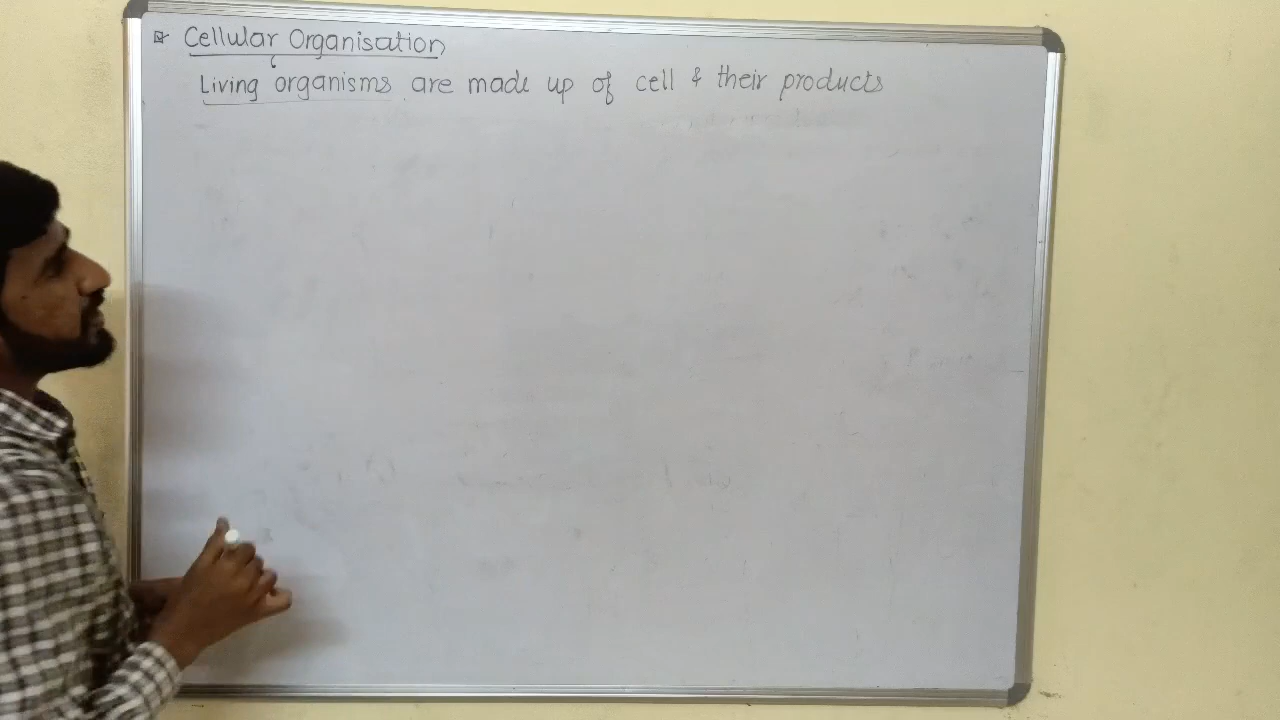 Cellular Organisation
Living organisms are made up of cell & their products